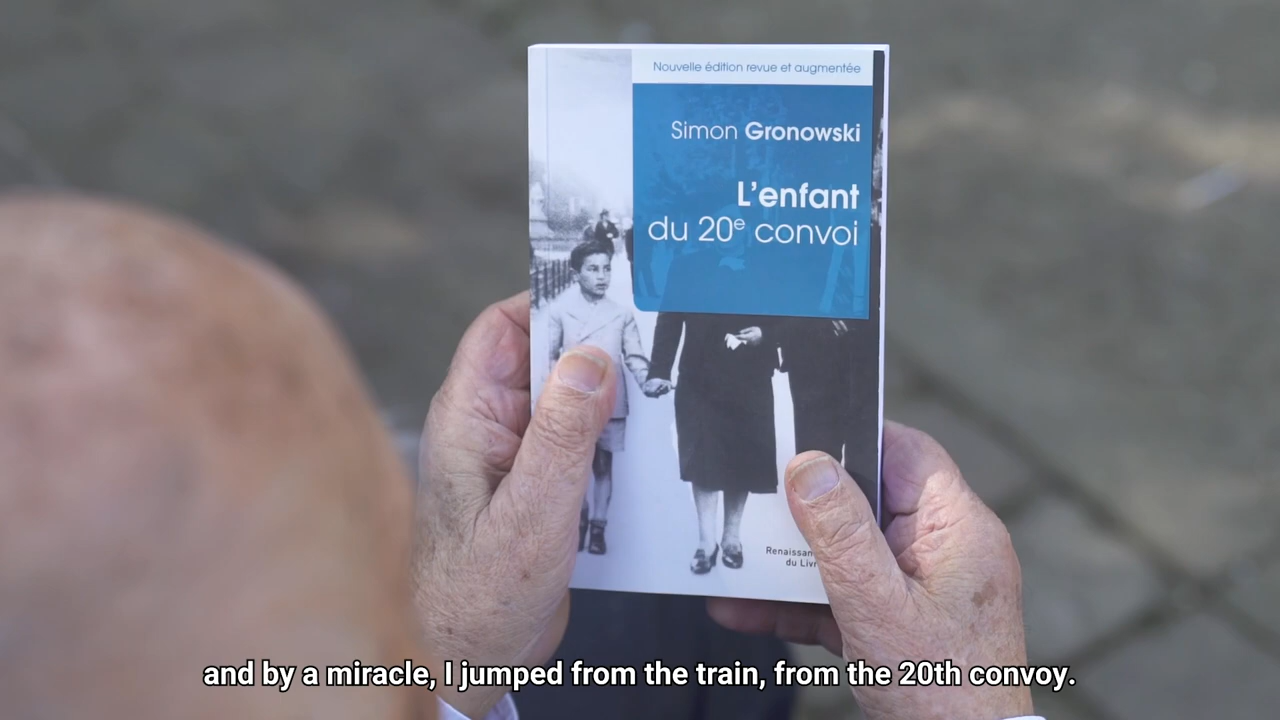 Nouvelle édition revue et augmentée
Simon Gronowski
L'enfant
du 20e convoi
du
and by a miracle, I jumped from the train, from the 20th convoy.